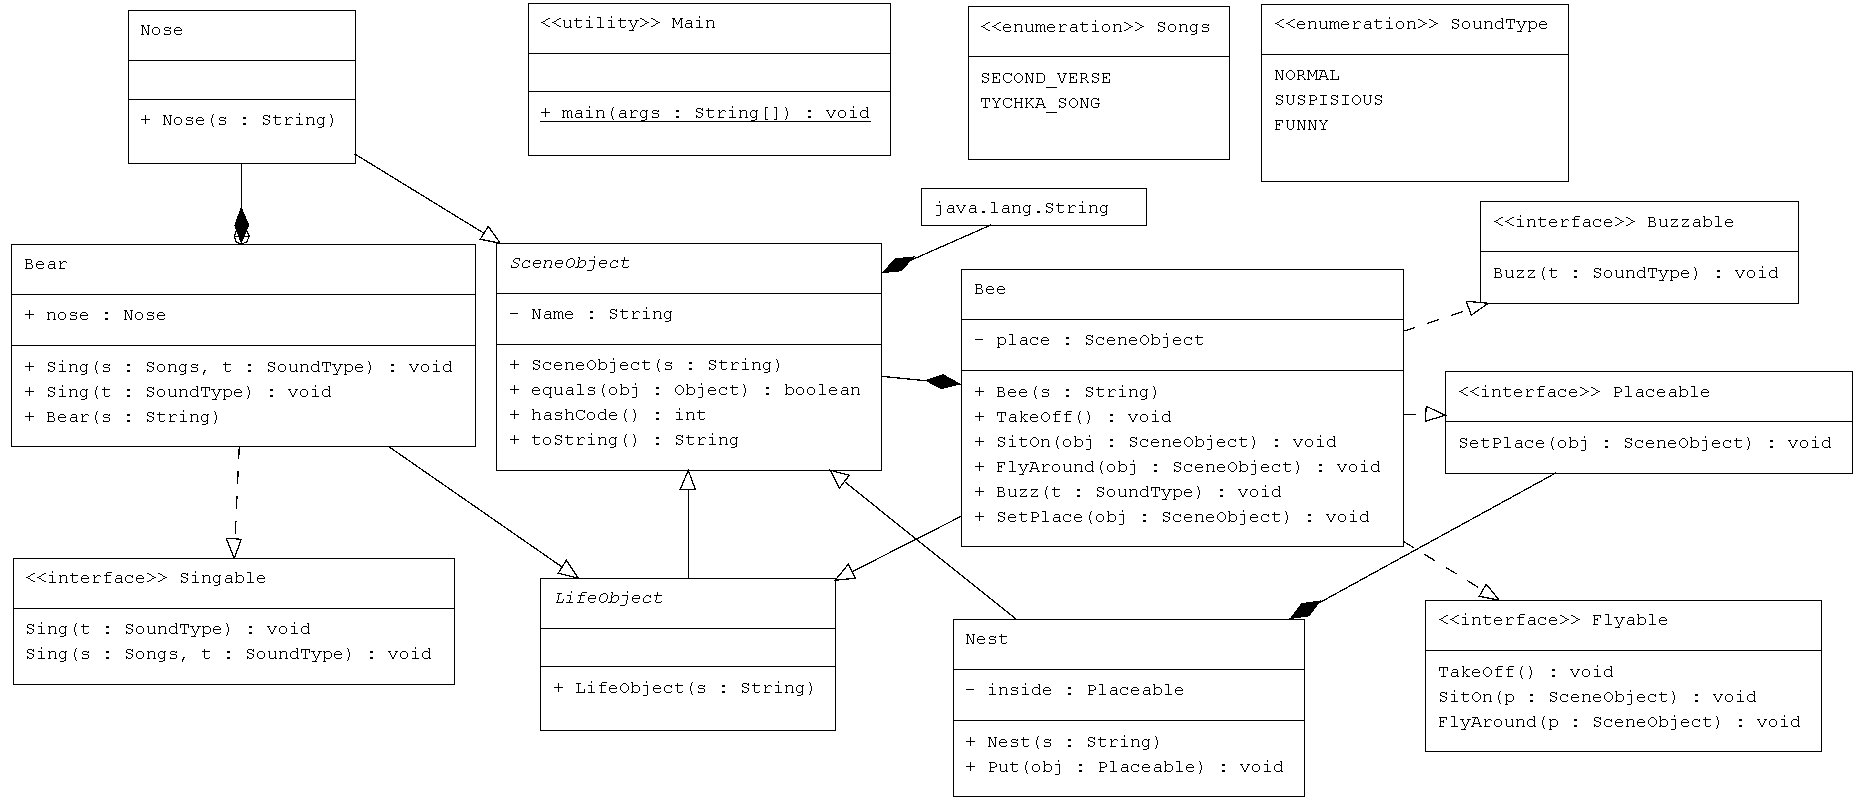 Nose
+ Nose(s : String)
<<utility>> Main
+ main(args : String[]) : void
<<enumeration>> Songs
SECOND_VERSE
TYCHKA_SONG
<<enumeration>> SoundType
NORMAL
SUSPISIOUS
FUNNY
java.lang.String
<<interface>> Buzzable
Buzz(t : SoundType) : void
Bear
+ nose : Nose
+ Sing(s : Songs, t : SoundType) : void
+ Sing(t : SoundType) : void
+ Bear(s : String)
SceneObject
- Name : String
+ SceneObject(s : String)
+ equals(obj : Object) : boolean
+ hashCode() : int
+ toString() : String
Bee
- place : SceneObject
+ Bee(s : String)
+ TakeOff() : void
+ SitOn(obj : SceneObject) : void
+ FlyAround(obj : SceneObject) : void
+ Buzz(t : SoundType) : void
+ SetPlace(obj : SceneObject) : void
<<interface>> Placeable
SetPlace(obj : SceneObject) : void
<<interface>> Singable
Sing(t : SoundType) : void
Sing(s : Songs, t : SoundType) : void
LifeObject
+ LifeObject(s : String)
Nest
- inside : Placeable
+ Nest(s : String)
+ Put(obj : Placeable) : void
<<interface>> Flyable
TakeOff() : void
SitOn(p : SceneObject) : void
FlyAround(p : SceneObject) : void